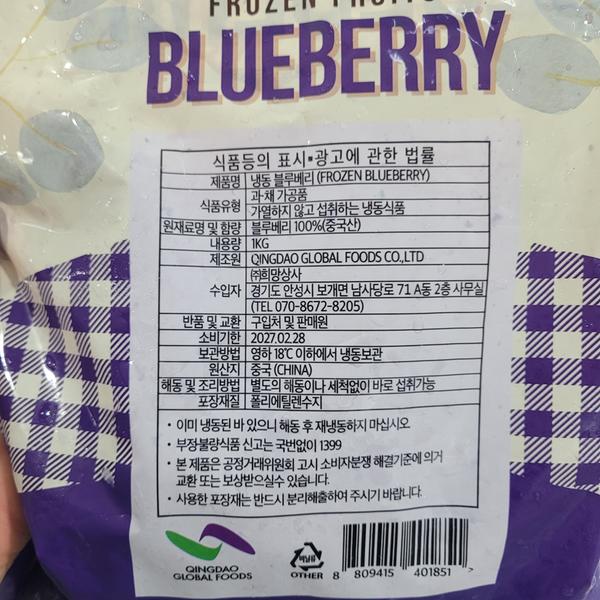 FROZEN FRUITS
BLUEBERRY
식품등의 표시▪광고에 관한 법률
제품명 냉동 블루베리 (FROZEN BLUEBERRY)
식품유형 과·채 가공품
가열하지 않고 섭취하는 냉동식품
원재료명 및 함량 블루베리 100%(중국산)
내용량 1KG
제조원 QINGDAO GLOBAL FOODS CO.,LTD
수입자 ㈜희망상사
경기도 안성시 보개면 남사당로 71 A동 2층 사무실
(TEL 070-8672-8205)
반품 및 교환 구입처 및 판매원
소비기한 2027.02.28
보관방법 영하 18℃ 이하에서 냉동보관
원산지 중국 (CHINA)
해동 및 조리방법 별도의 해동이나 세척없이 바로 섭취가능
포장재질 폴리에틸렌수지
• 이미 냉동된 바 있으니 해동 후 재냉동하지 마십시오
• 부정·불량식품 신고는 국번없이 1399
• 본 제품은 공정거래위원회 고시 소비자분쟁 해결기준에 의거
교환 또는 보상받으실수 있습니다.
• 사용한 포장재는 반드시 분리해출하여 주시기 바랍니다.
QINGDAO
GLOBAL FOODS
비닐류
OTHER
8 809415 401851 >